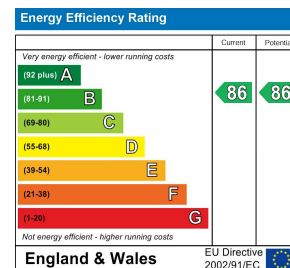 Energy Efficiency Rating
Current Potentia
Very energy efficient - lower running costs
(92 plus) A
(81-91) B
86 86
(69-80) C
(55-68) D
(39-54) E
(21-38) F
(1-20) G
Not energy efficient - higher running costs
England & Wales
EU Directive
2002/91/EC